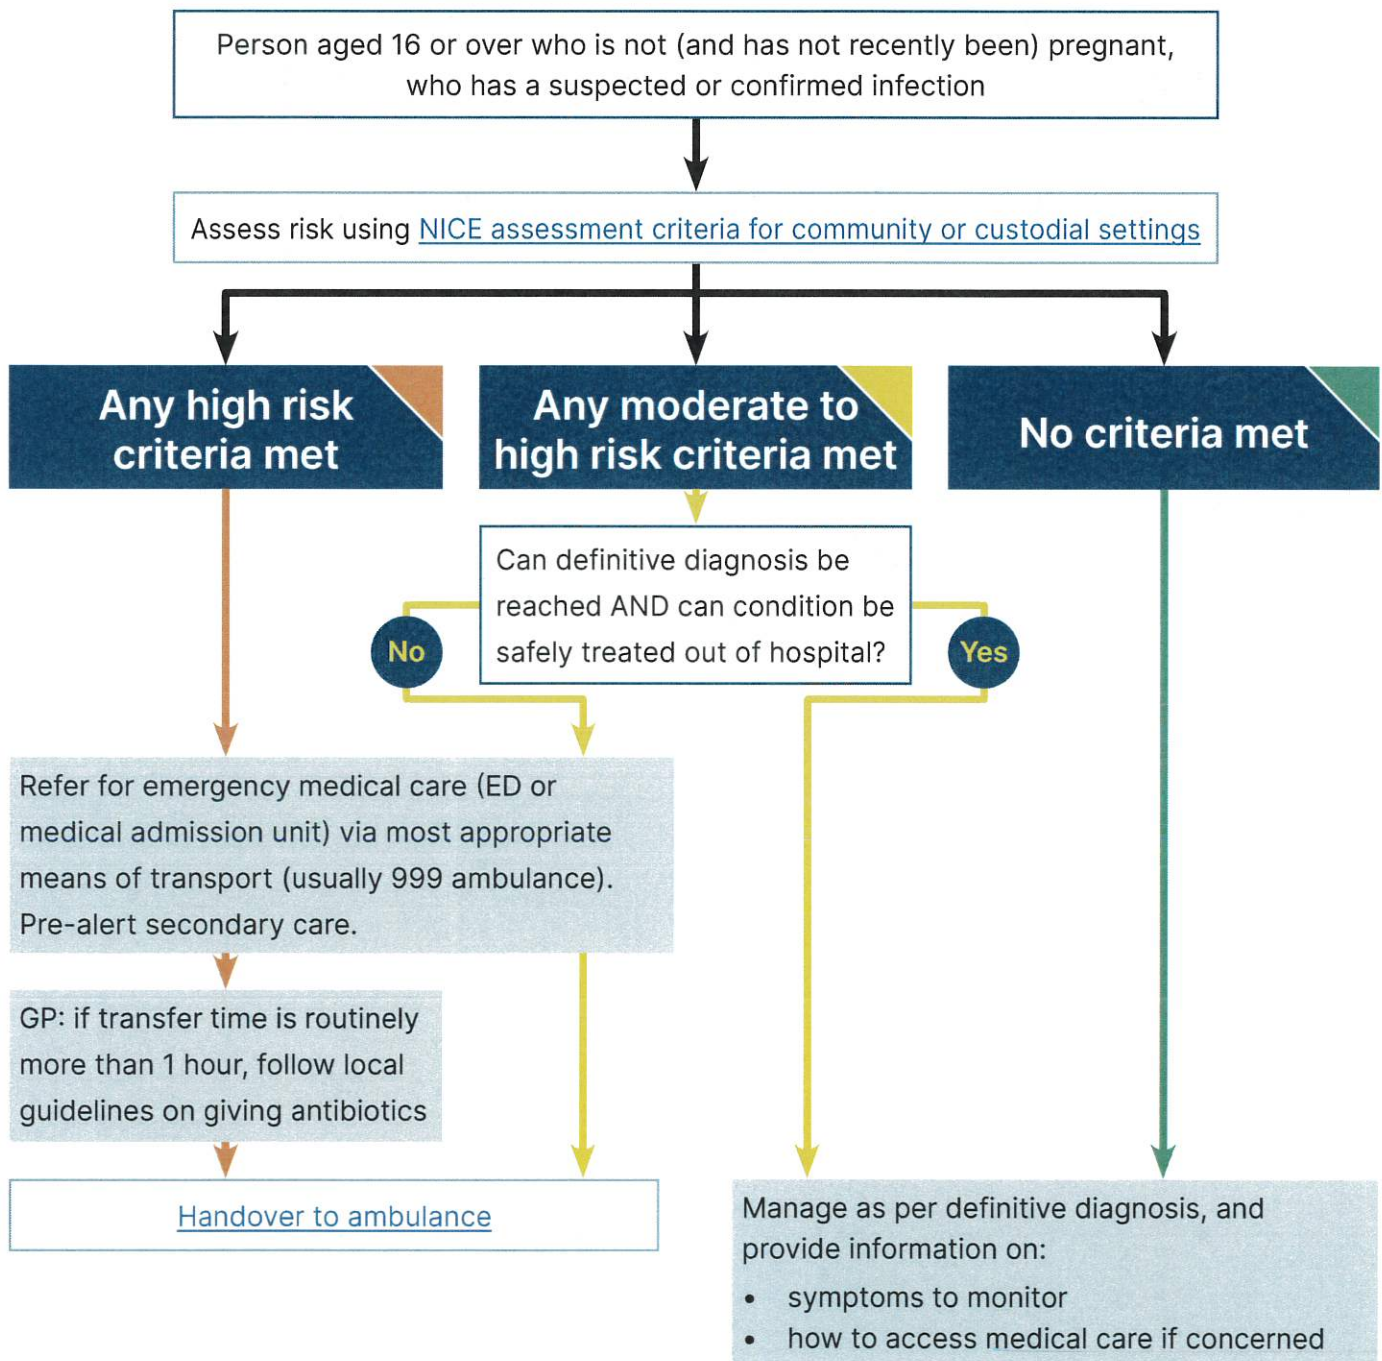 Person aged 16 or over who is not (and has not recently been) pregnant,
who has a suspected or confirmed infection
Assess risk using NICE assessment criteria for community or custodial settings
Any high risk
criteria met
Any moderate to
high risk criteria met
No criteria met
Can definitive diagnosis be
reached AND can condition be
safely treated out of hospital?
No
Yes
Refer for emergency medical care (ED or
medical admission unit) via most appropriate
means of transport (usually 999 ambulance).
Pre-alert secondary care.
GP: if transfer time is routinely
more than 1 hour, follow local
guidelines on giving antibiotics
Handover to ambulance
Manage as per definitive diagnosis, and
provide information on:
• symptoms to monitor
• how to access medical care if concerned